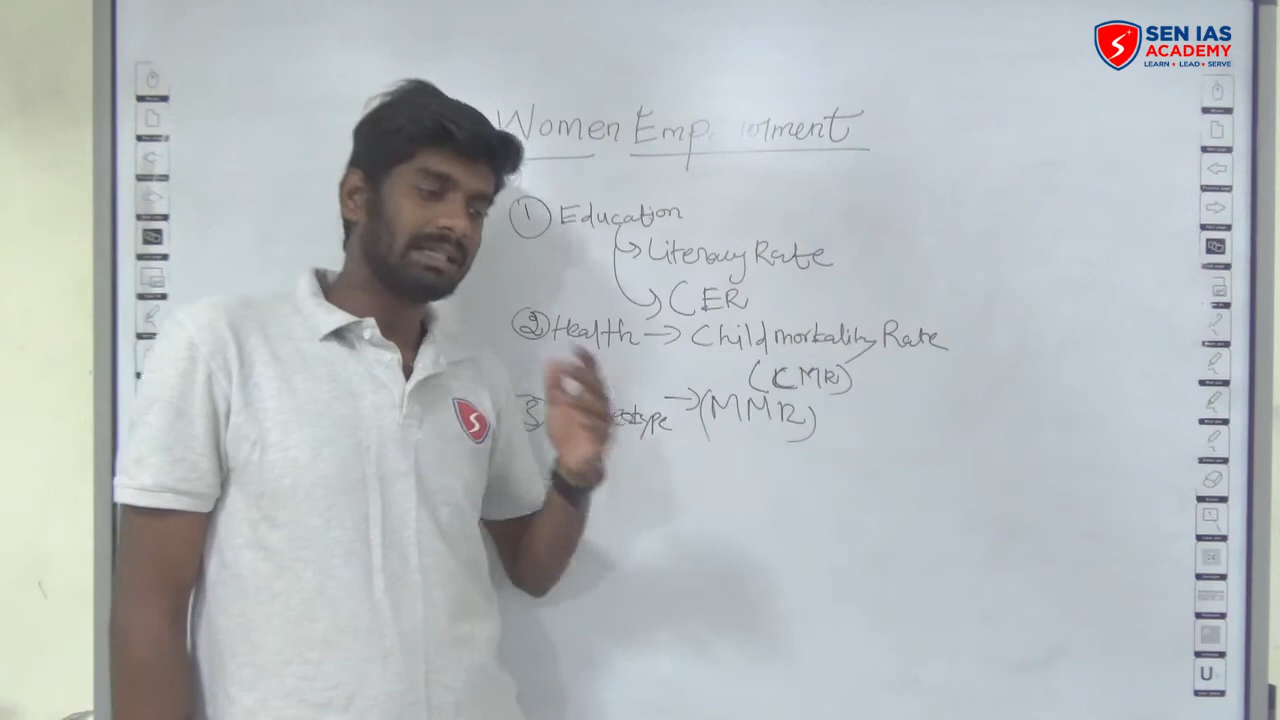 SEN IAS
ACADEMY
LEARN ★ LEAD ★ SERVE
Women
① Education
→ Literacy Rate
→ CER
② Health → Child mortality Rate
(CMR)
3 → (MMR)
U